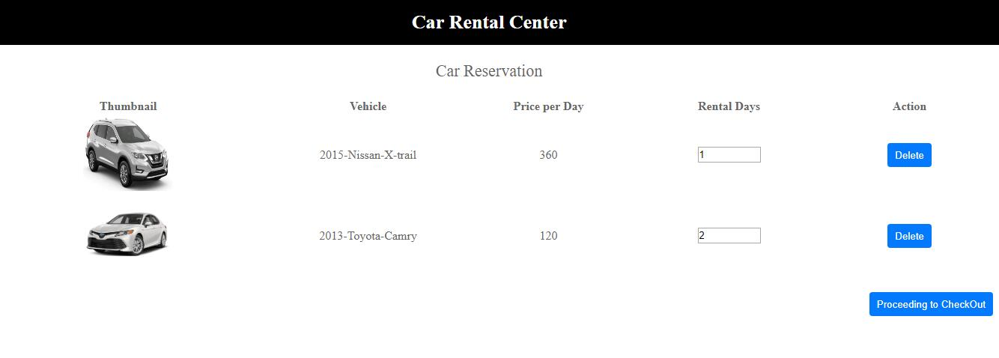 Car Rental Center
Car Reservation
Thumbnail Vehicle Price per Day Rental Days Action
2015-Nissan-X-trail 360 1 Delete
2013-Toyota-Camry 120 2 Delete
Proceeding to CheckOut